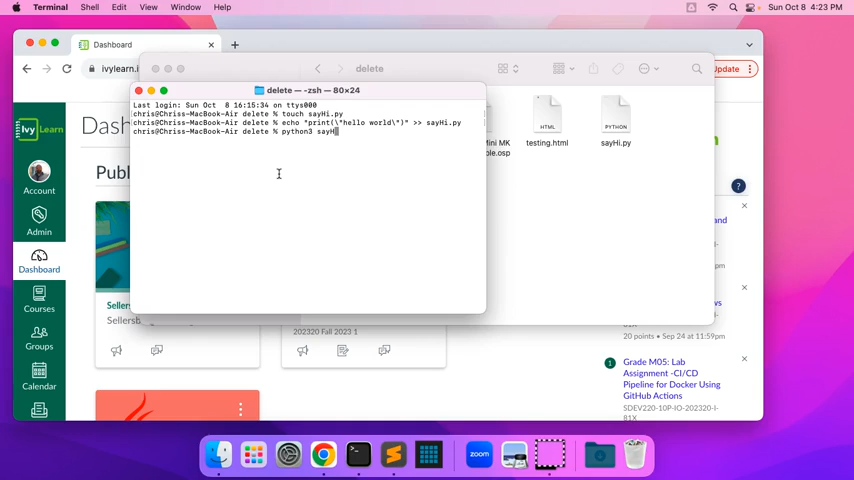 Terminal Shell Edit View Window Help Sun Oct 8 4:23 PM
Dashboard
ivylearn.i
delete
Update
delete — -zsh — 80×24
Last login: Sun Oct 8 16:15:34 on ttys000
chris@Chriss-MacBook-Air delete % touch sayHi.py
chris@Chriss-MacBook-Air delete % echo "print(\"hello world\")" >> sayHi.py
chris@Chriss-MacBook-Air delete % python3 sayH
HTML
PYTHON
Mini MK testing.html sayHi.py
ple.osp
Ivy Learn
Dash
Account
Publ
Admin
?
and
Dashboard
Courses
Sellers
Sellersb
202320 Fall 2023 1
20 points • Sep 24 at 11:59pm
Groups
Calendar
1
Grade M05: Lab
Assignment -CI/CD
Pipeline for Docker Using
GitHub Actions
SDEV220-10P-IO-202320-I-
81X
zoom